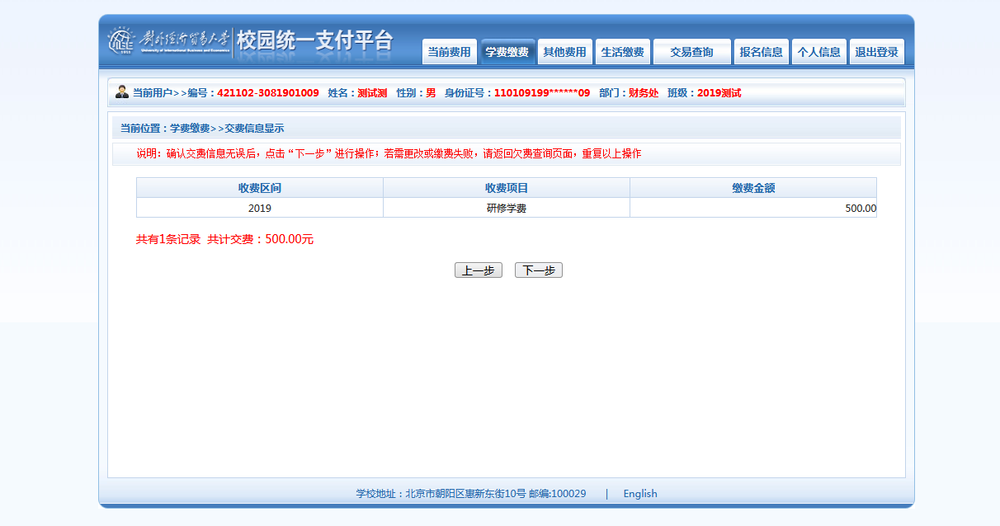 對外經濟貿易大學
University of International Business and Economics
1951
校园统一支付平台
当前费用 学费缴费 其他费用 生活缴费 交易查询 报名信息 个人信息 退出登录
当前用户>>编号：421102-3081901009 姓名：测试测 性别：男 身份证号：110109199******09 部门：财务处 班级：2019测试
当前位置：学费缴费>>交费信息显示
说明：确认交费信息无误后，点击“下一步”进行操作；若需更改或缴费失败，请返回欠费查询页面，重复以上操作
收费区间 收费项目 缴费金额
2019 研修学费 500.00
共有1条记录 共计交费：500.00元
上一步 下一步
学校地址：北京市朝阳区惠新东街10号 邮编:100029 | English